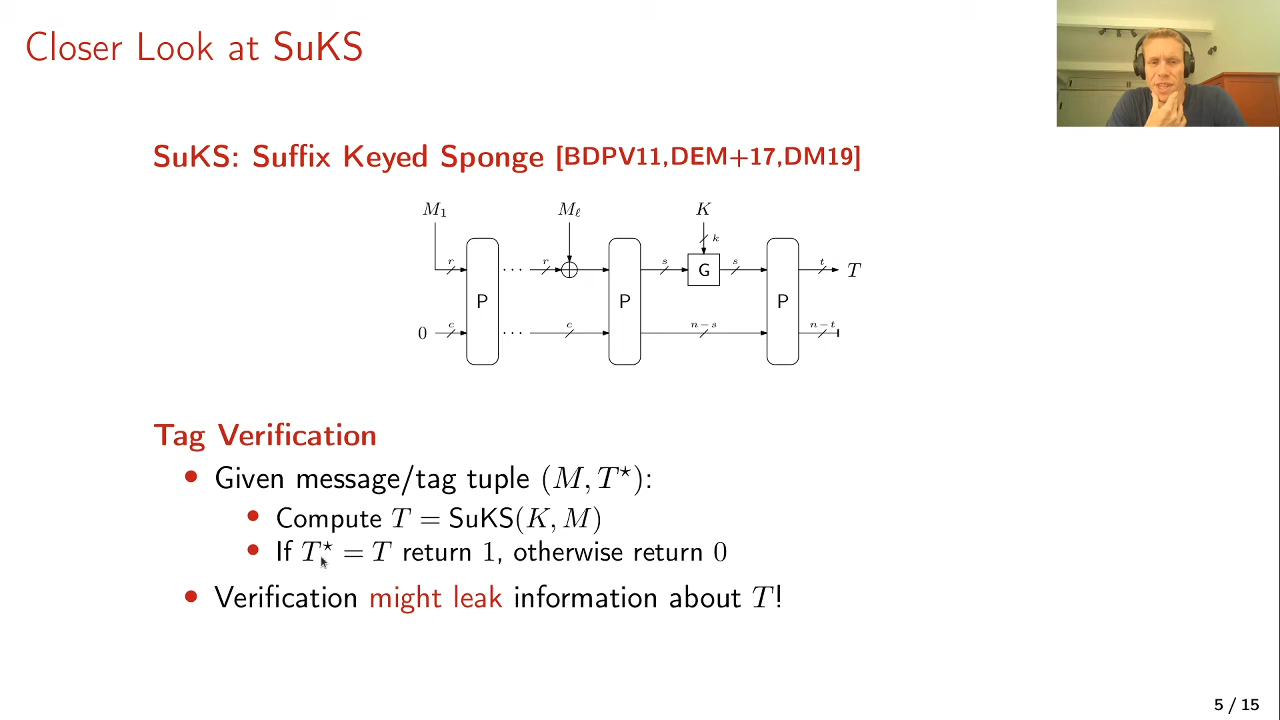 Closer Look at SuKS
SuKS: Suffix Keyed Sponge [BDPV11,DEM+17,DM19]
M₁ M_ℓ K
k
r ··· r s G s t T
P P P
0 c ··· c n−s n−t
Tag Verification
• Given message/tag tuple (M, T*):
• Compute T = SuKS(K, M)
• If T* = T return 1, otherwise return 0
• Verification might leak information about T!
5 / 15